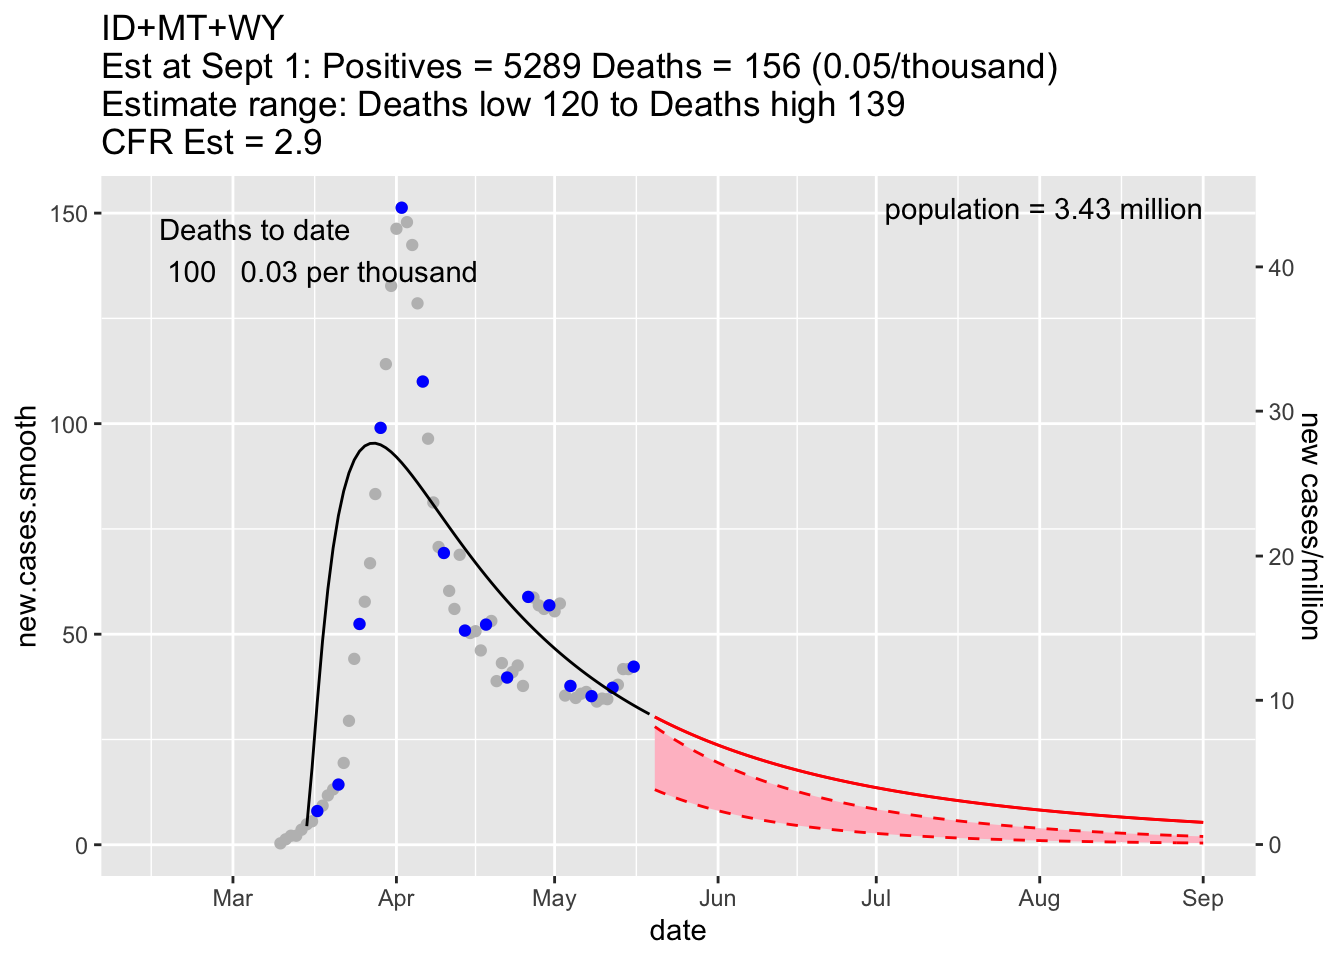 ID+MT+WY
Est at Sept 1: Positives = 5289 Deaths = 156 (0.05/thousand)
Estimate range: Deaths low 120 to Deaths high 139
CFR Est = 2.9
Deaths to date
100 0.03 per thousand
population = 3.43 million
150
100
50
0
new.cases.smooth
40
30
20
10
0
new cases/million
Mar Apr May Jun Jul Aug Sep
date